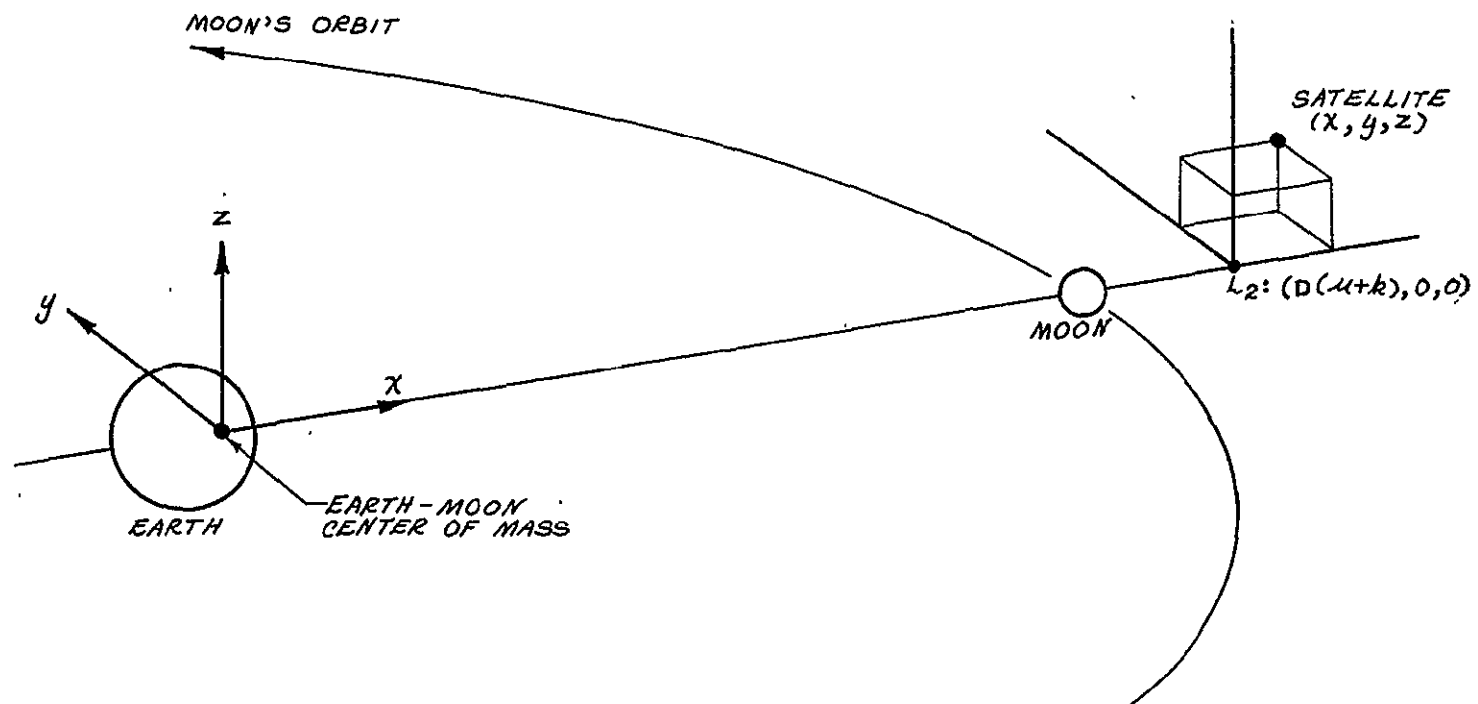 MOON'S ORBIT
SATELLITE
(x, y, z)
z
y
x
L₂: (D(μ+k), 0, 0)
MOON
EARTH-MOON
CENTER OF MASS
EARTH